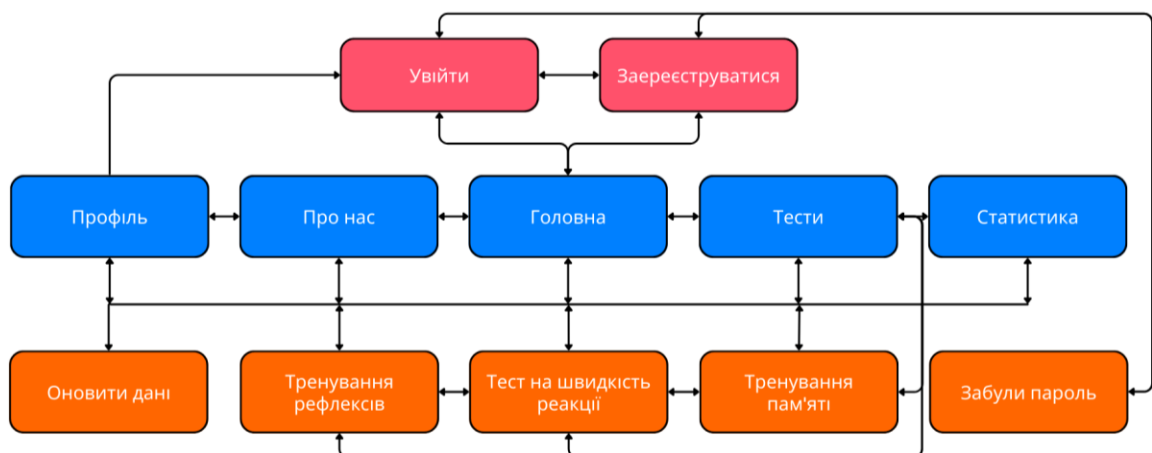 Увійти
Заереєструватися
Профіль
Про нас
Головна
Тести
Статистика
Оновити дані
Тренування
рефлексів
Тест на швидкість
реакції
Тренування
пам'яті
Забули пароль